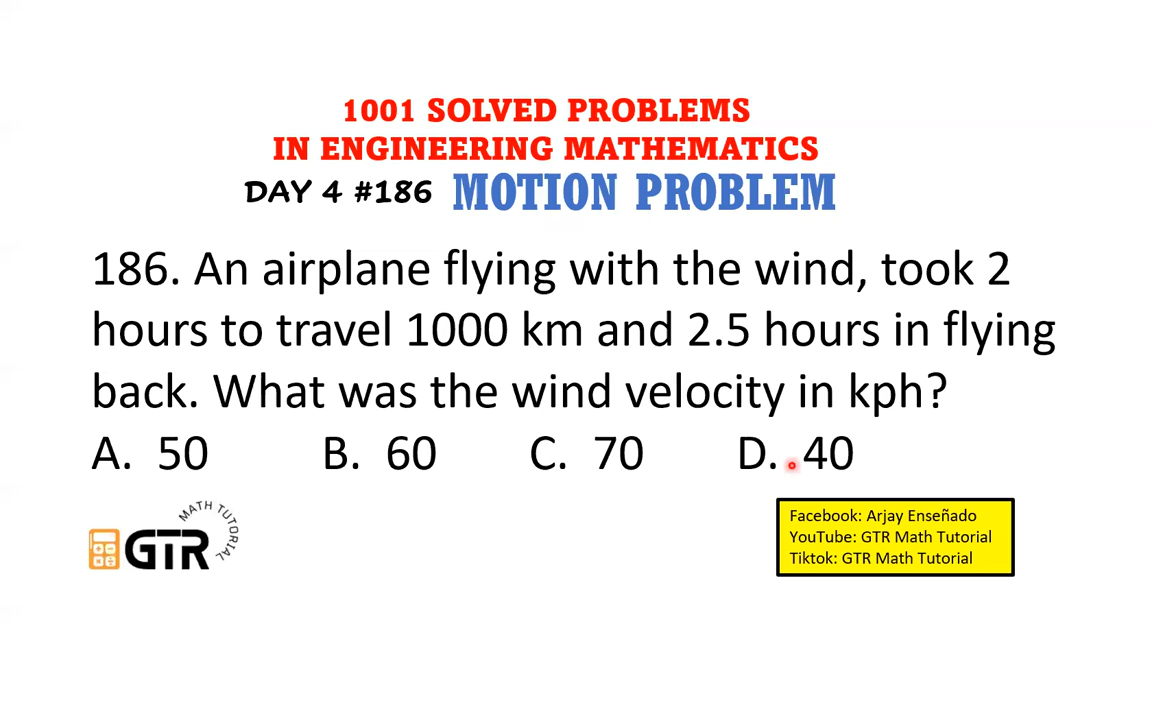 1001 SOLVED PROBLEMS
IN ENGINEERING MATHEMATICS
DAY 4 #186 MOTION PROBLEM
186. An airplane flying with the wind, took 2
hours to travel 1000 km and 2.5 hours in flying
back. What was the wind velocity in kph?
A. 50 B. 60 C. 70 D. 40
MATH TUTORIAL
GTR
Facebook: Arjay Enseñado
YouTube: GTR Math Tutorial
Tiktok: GTR Math Tutorial